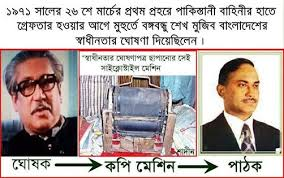 ১৯৭১ সালের ২৬ শে মার্চের প্রথম প্রহরে পাকিস্তানী বাহিনীর হাতে
গ্রেফতার হওয়ার আগে মুহুর্তে বঙ্গবন্ধু শেখ মুজিব বাংলাদেশের
স্বাধীনতার ঘোষণা দিয়েছিলেন ।
"স্বাধীনতার ঘোষণাপত্র ছাপানোর সেই
সাইক্লোস্টাইল মেশিন
ঘোষক
কপি মেশিন
পাঠক